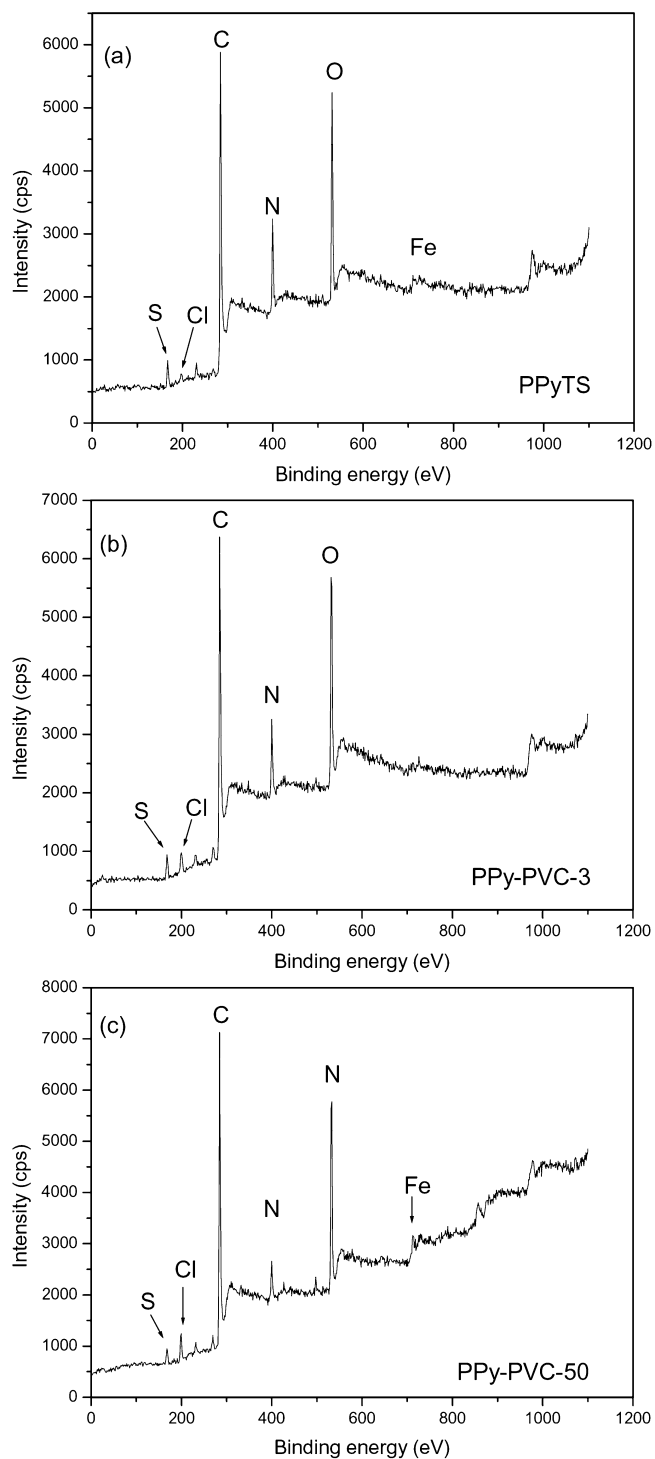 (a)
C
O
N
Fe
S
Cl
PPyTS
Intensity (cps)
6000
5000
4000
3000
2000
1000
0
0 200 400 600 800 1000 1200
Binding energy (eV)
(b)
C
O
N
S
Cl
PPy-PVC-3
Intensity (cps)
7000
6000
5000
4000
3000
2000
1000
0
0 200 400 600 800 1000 1200
Binding energy (eV)
(c)
C
N
N
Fe
Cl
S
PPy-PVC-50
Intensity (cps)
8000
7000
6000
5000
4000
3000
2000
1000
0
0 200 400 600 800 1000 1200
Binding energy (eV)